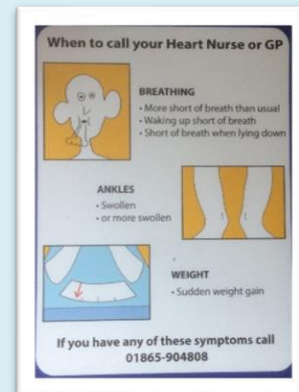 When to call your Heart Nurse or GP
BREATHING
• More short of breath than usual
• Waking up short of breath
• Short of breath when lying down
ANKLES
• Swollen
• or more swollen
WEIGHT
• Sudden weight gain
If you have any of these symptoms call
01865-904808